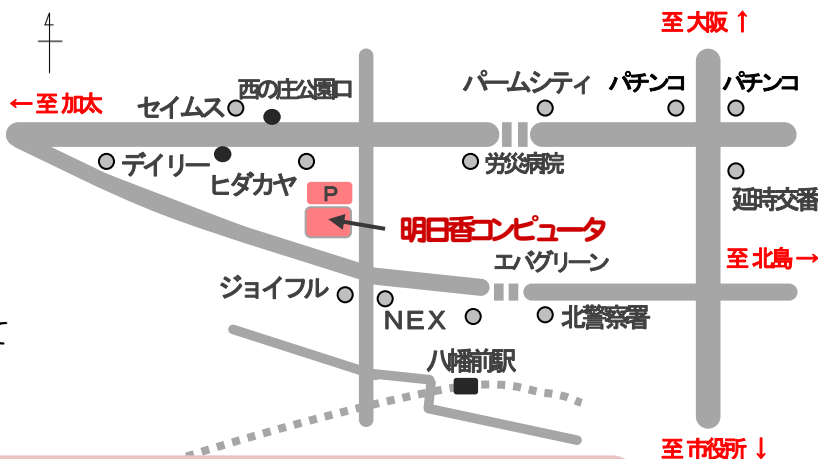 4
至 大阪 ↑
パームシティ
パチンコ
パチンコ
西の庄公園口
セイムス
← 至 加太
デイリー
ヒダカヤ
労災病院
延時交番
P
明日香コンピュータ
エバグリーン
至 北島 →
ジョイフル
NEX
北警察署
て
八幡前駅
至 市役所 ↓